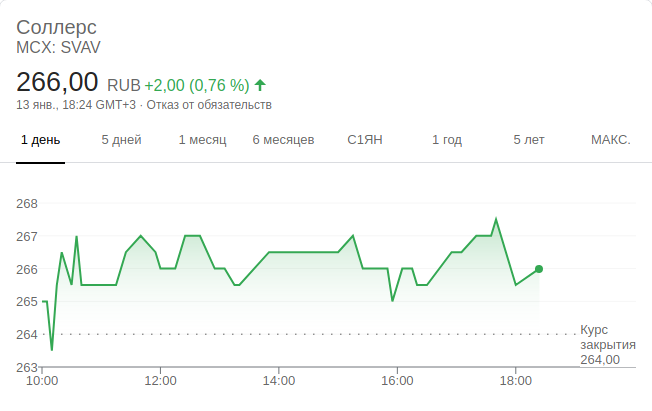 Соллерс
MCX: SVAV
266,00 RUB +2,00 (0,76 %)
13 янв., 18:24 GMT+3 · Отказ от обязательств
1 день 5 дней 1 месяц 6 месяцев С1ЯН 1 год 5 лет МАКС.
268
267
266
265
264
263
Курс
закрытия
264,00
10:00 12:00 14:00 16:00 18:00